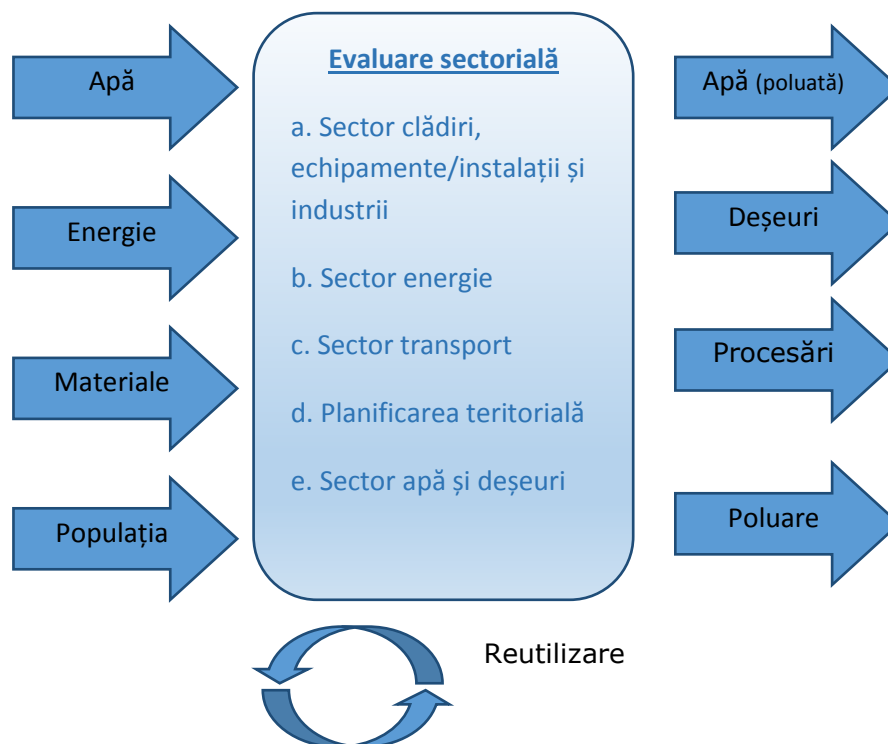 Apă
Energie
Materiale
Populația
Evaluare sectorială
a. Sector clădiri,
echipamente/instalații și
industrii
b. Sector energie
c. Sector transport
d. Planificarea teritorială
e. Sector apă și deșeuri
Apă (poluată)
Deșeuri
Procesări
Poluare
Reutilizare